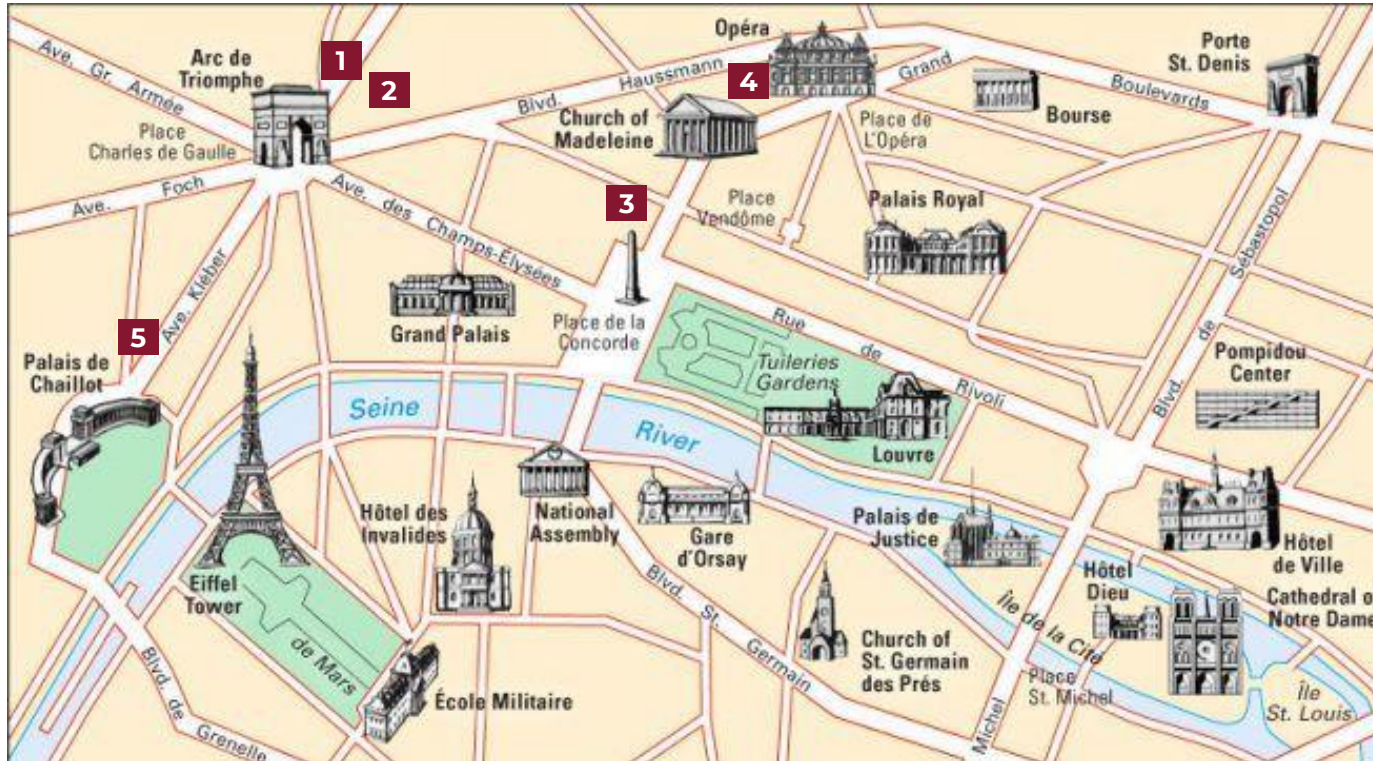 Ave. Gr Armée
Arc de
Triomphe
1
2
Place
Charles de Gaulle
Ave. Foch
Ave. Kléber
Ave. des Champs-Élysées
Blvd. Haussmann
Opéra
4
Church of
Madeleine
Grand Boulevards
Bourse
Place de
L'Opéra
Porte
St. Denis
3
Place
Vendôme
Palais Royal
Blvd. de Sébastopol
Grand Palais
Place de la
Concorde
Rue de Rivoli
Tuileries
Gardens
Louvre
Pompidou
Center
5
Palais de
Chaillot
Seine River
Eiffel
Tower
de Mars
Hôtel des
Invalides
National
Assembly
Gare
d'Orsay
Palais de
Justice
Hôtel
de Ville
Hôtel
Dieu
Cathedral o
Notre Dame
Île de la Cité
Île
St. Louis
Place
St. Michel
Michel
Church of
St. Germain
des Prés
Blvd. St. Germain
École Militaire
Blvd. de Grenelle